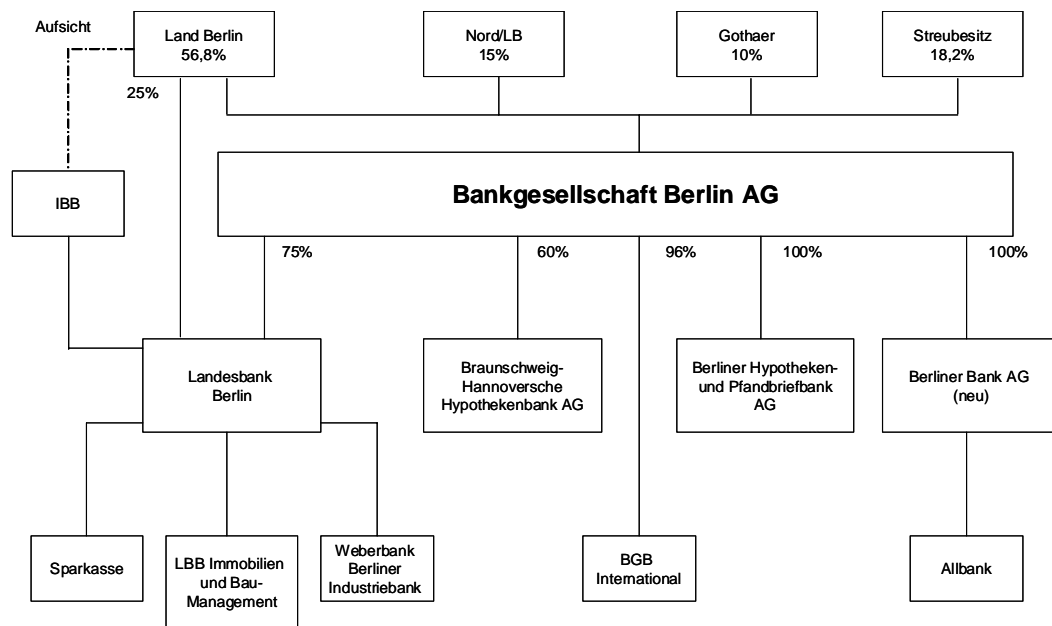 Aufsicht
Land Berlin
56,8%
Nord/LB
15%
Gothaer
10%
Streubesitz
18,2%
25%
IBB
Bankgesellschaft Berlin AG
75%
60%
96%
100%
100%
Landesbank
Berlin
Braunschweig-
Hannoversche
Hypothekenbank AG
Berliner Hypotheken-
und Pfandbriefbank
AG
Berliner Bank AG
(neu)
Sparkasse
LBB Immobilien
und Bau-
Management
Weberbank
Berliner
Industriebank
BGB
International
Allbank